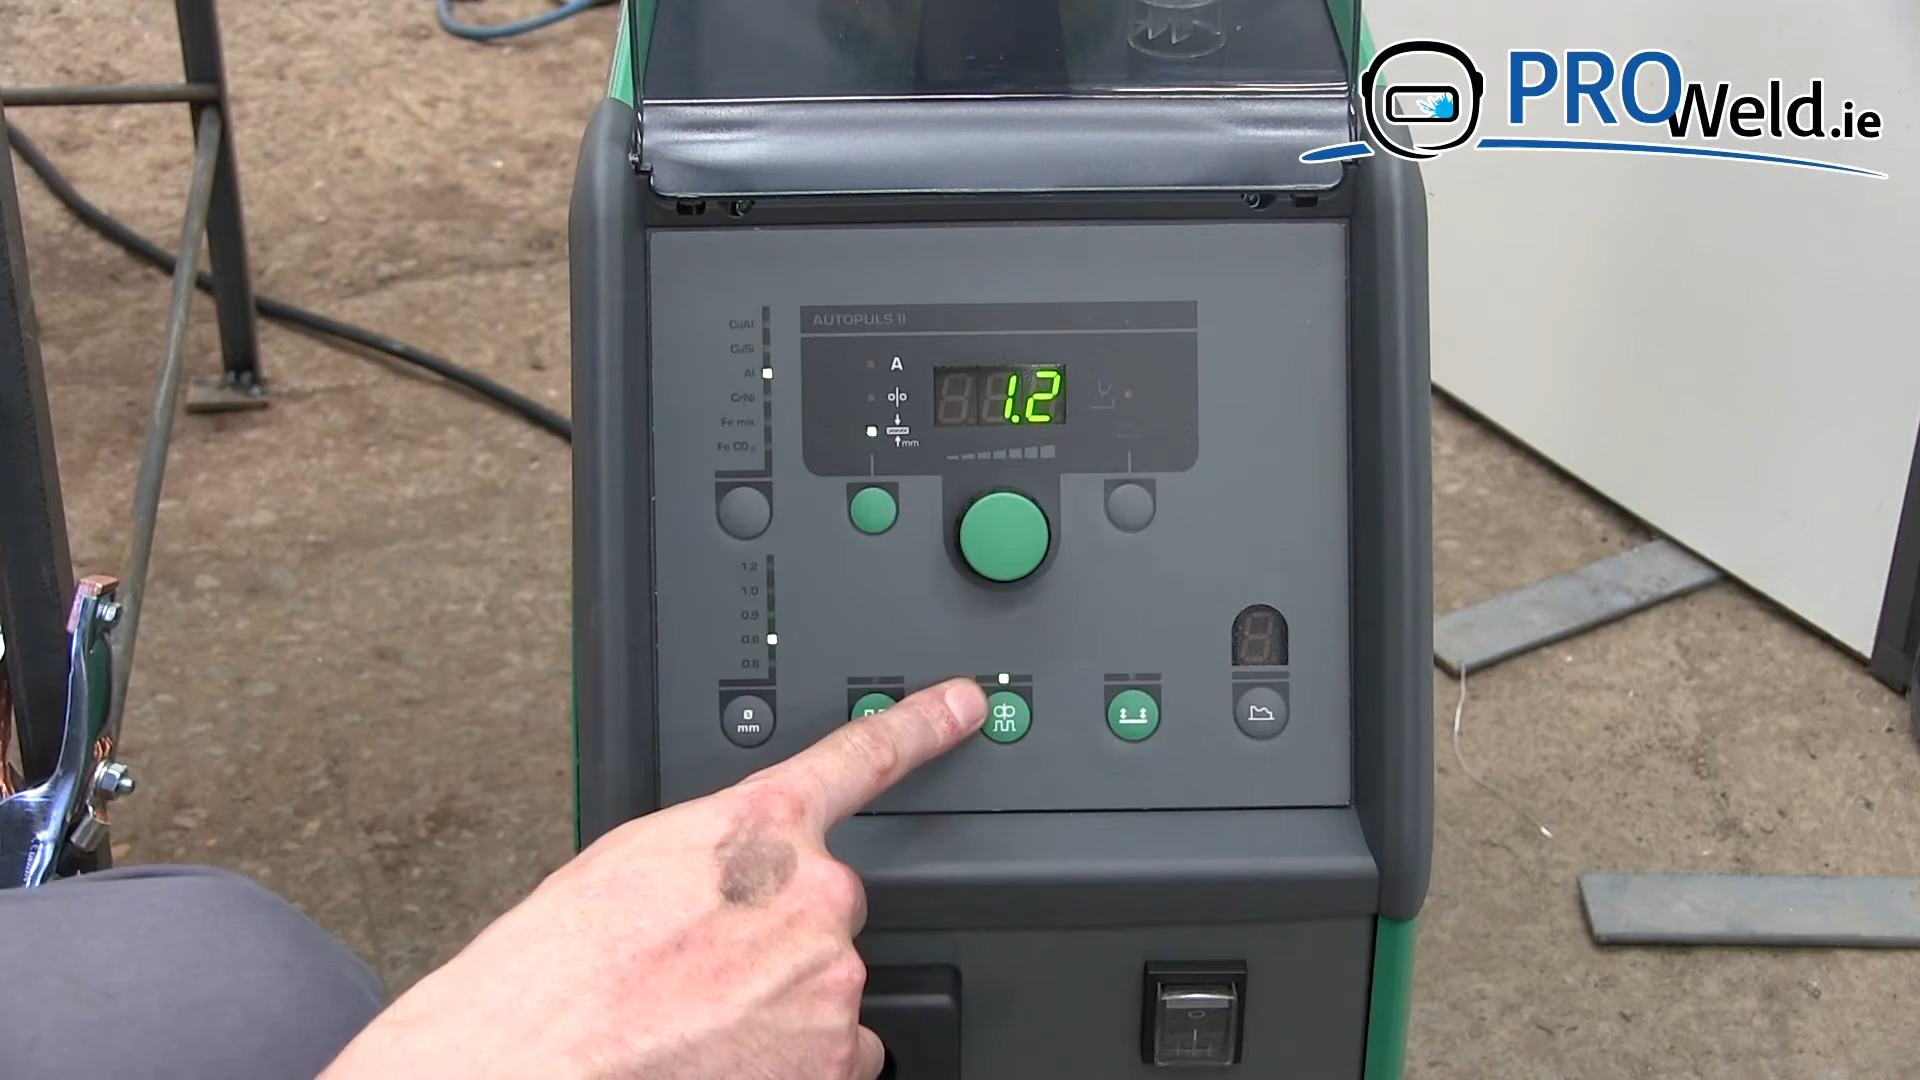 PROWeld.ie
AUTOPULS II
CuAl
CuSi
Al
CrNi
Fe mix
Fe CO2
A
1.2
mm
1.2
1.0
0.9
0.8
0.6
ø
mm